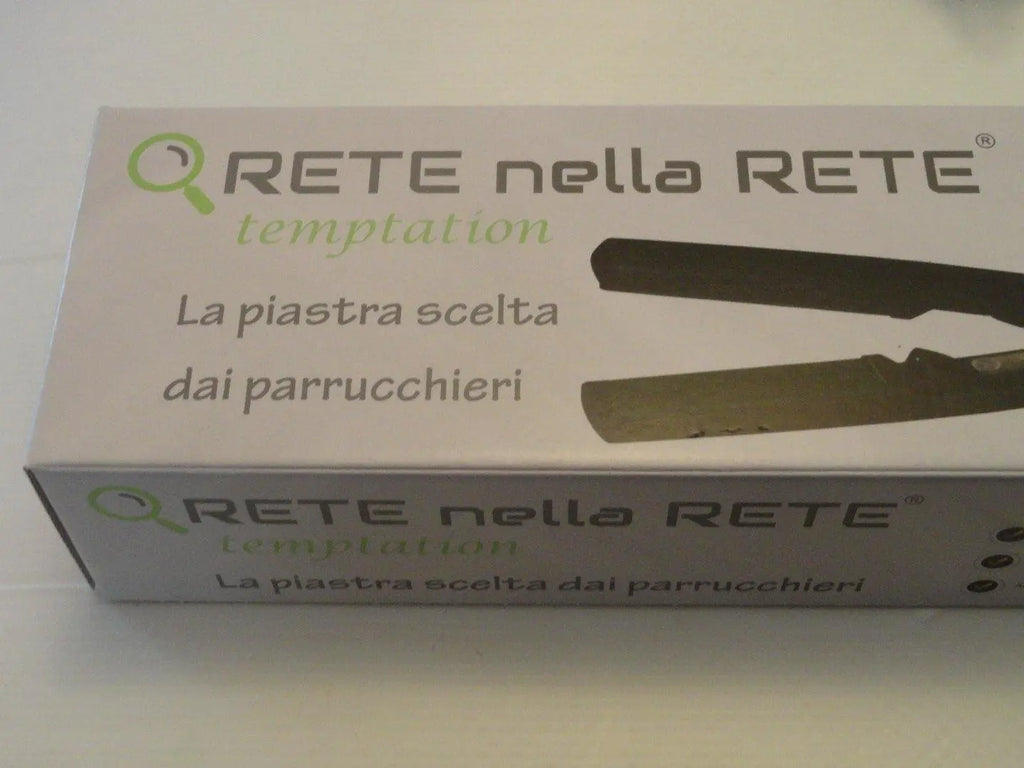 RETE nella RETE®
temptation
La piastra scelta
dai parrucchieri
RETE nella RETE®
temptation
La piastra scelta dai parrucchieri